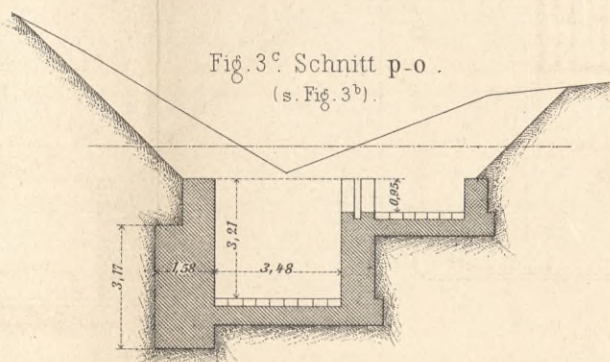 Fig. 3ᶜ. Schnitt p-o.
(s. Fig. 3ᵇ).
0,95
3,21
3,17
1,58
3,48